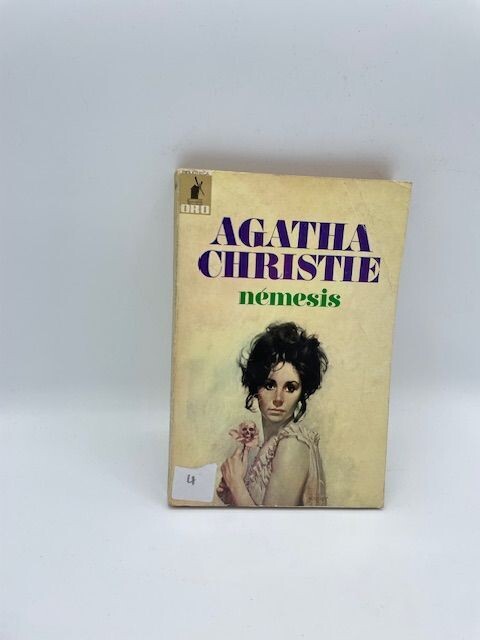 ORO
AGATHA
CHRISTIE
némesis
4